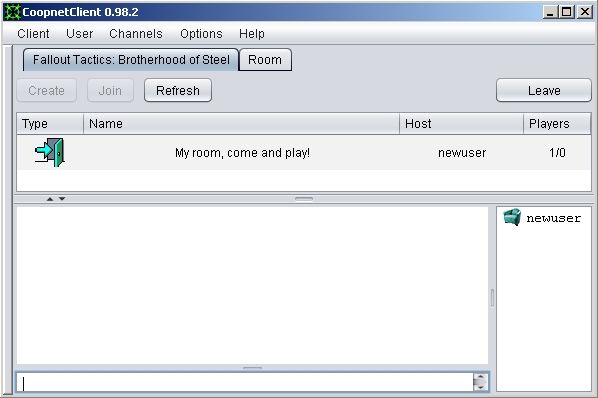 CoopnetClient 0.98.2
Client User Channels Options Help
Fallout Tactics: Brotherhood of Steel Room
Create Join Refresh Leave
Type Name Host Players
My room, come and play! newuser 1/0
newuser